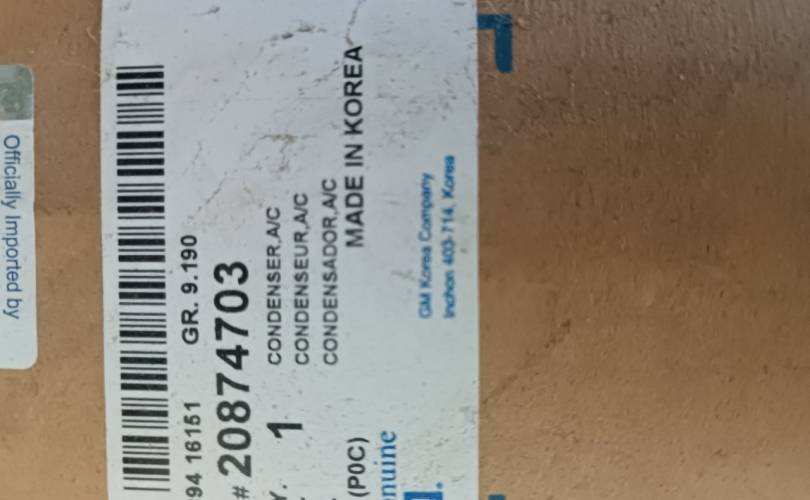 Officially Imported by
94 16151 GR. 9.190
# 20874703
Y. 1 CONDENSER,A/C
CONDENSEUR,A/C
CONDENSADOR,A/C
(P0C) MADE IN KOREA
nuine
GM Korea Company
Inchon 403-714, Korea